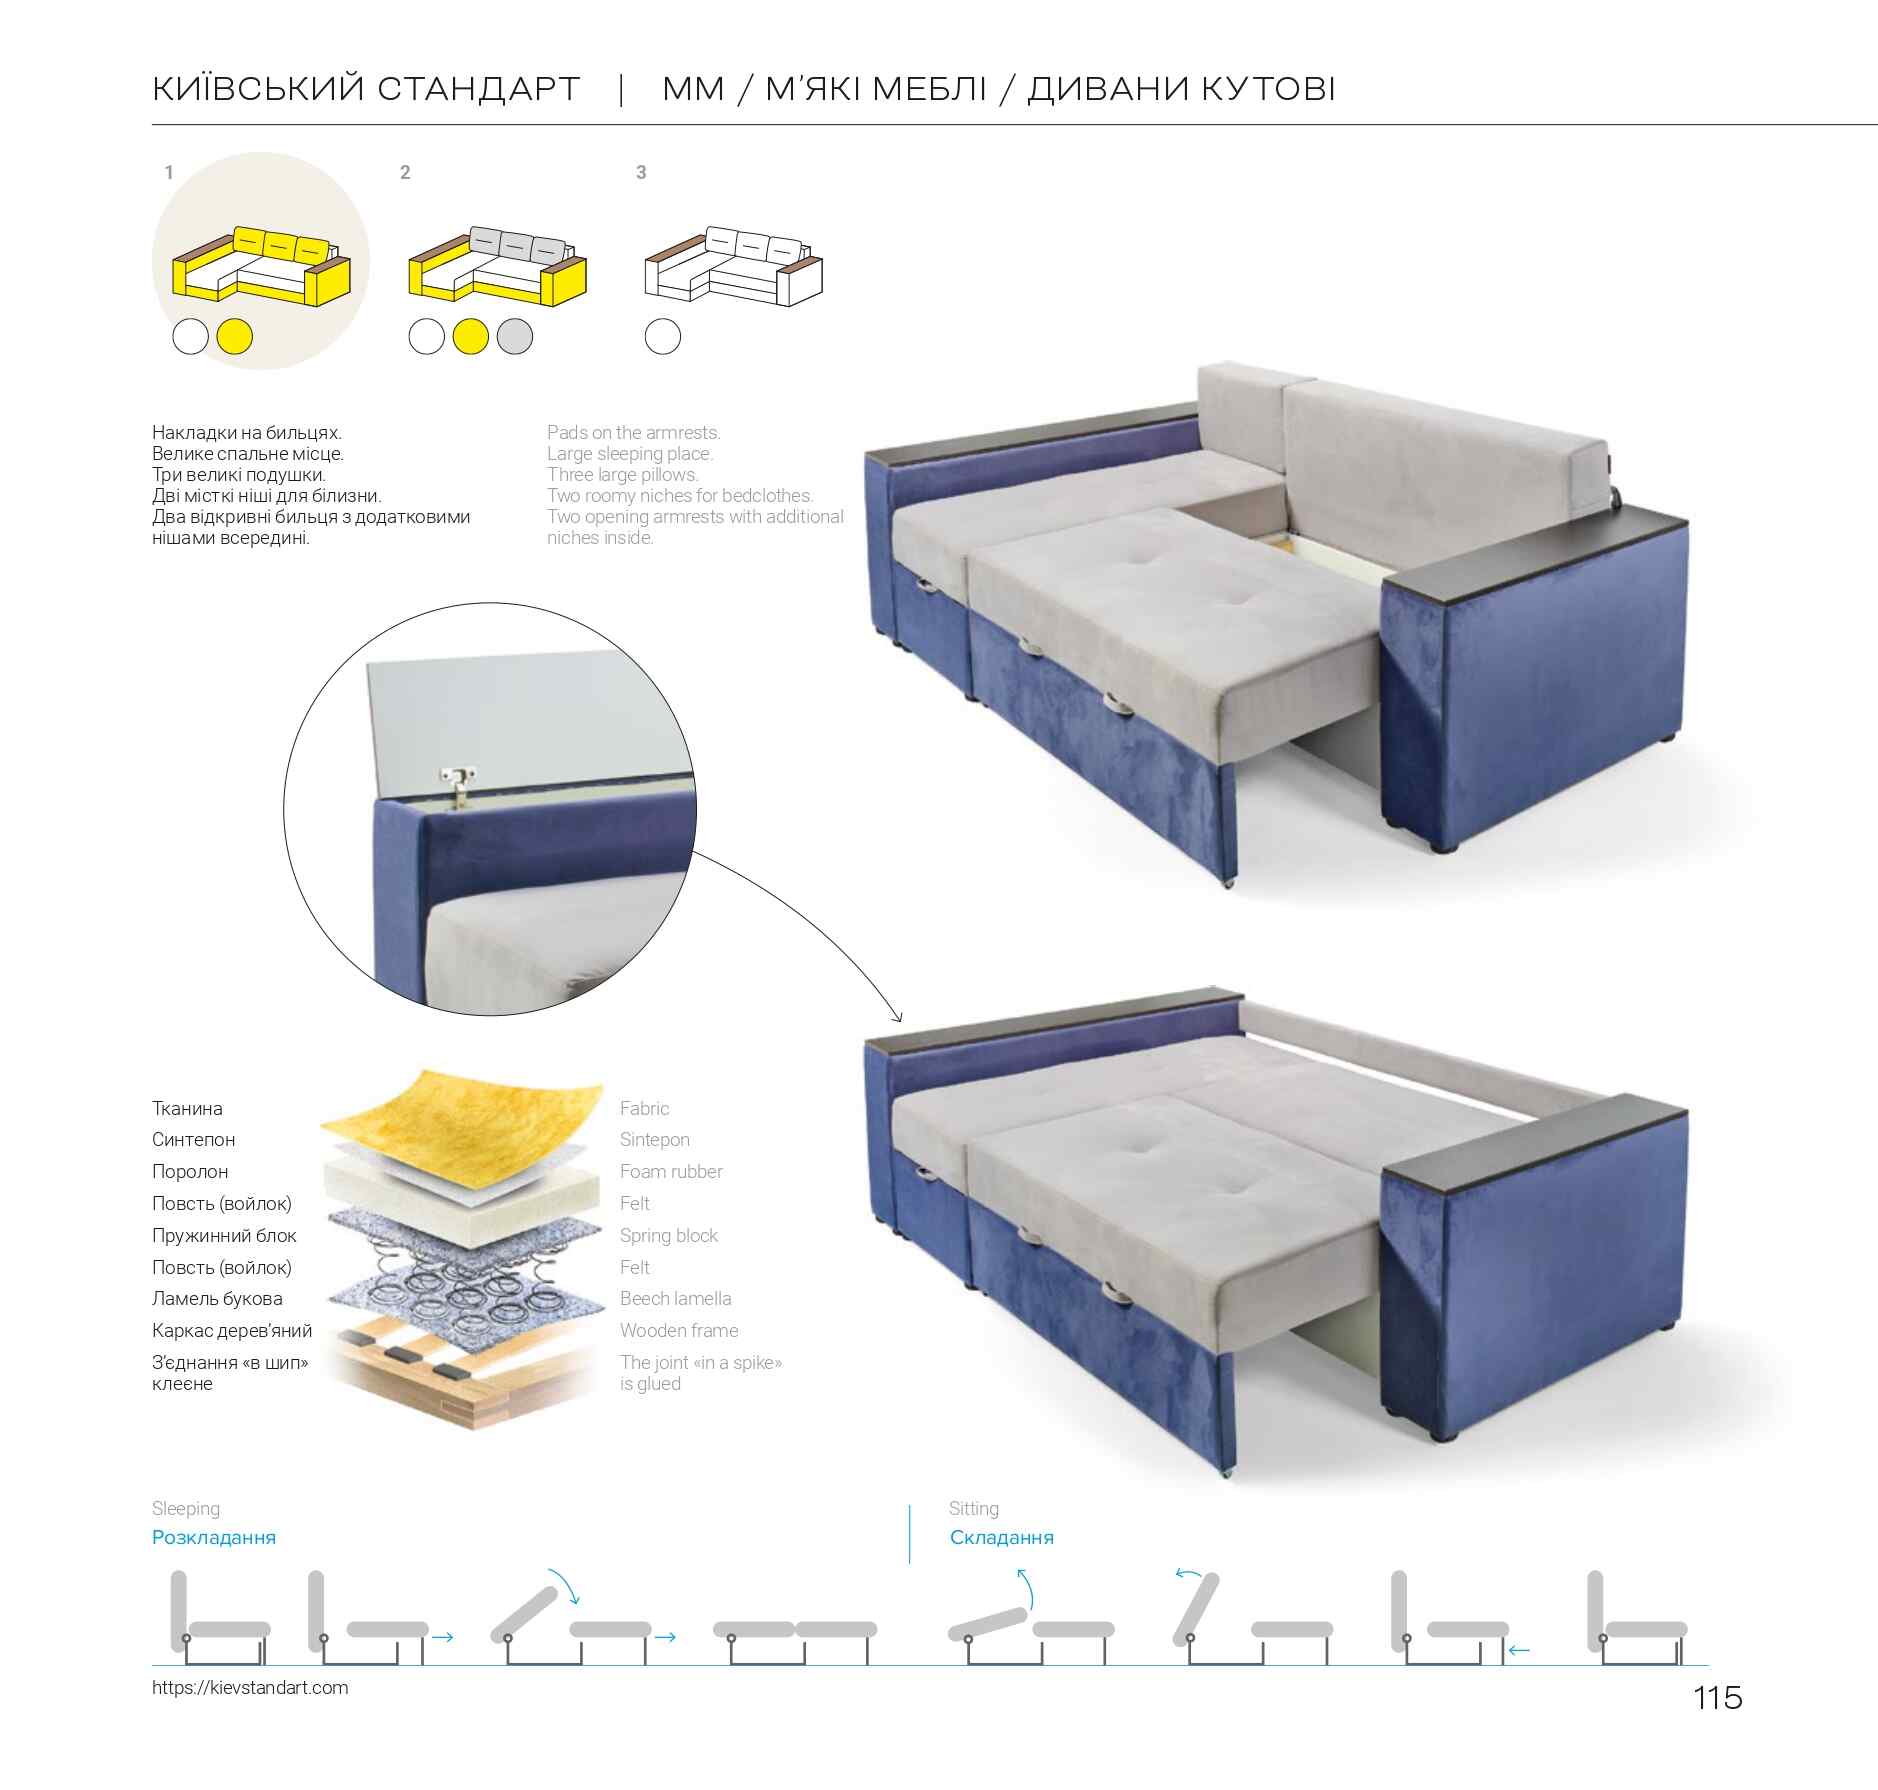 КИЇВСЬКИЙ СТАНДАРТ | ММ / М’ЯКІ МЕБЛІ / ДИВАНИ КУТОВІ
1
2
3
Накладки на бильцях.
Велике спальне місце.
Три великі подушки.
Дві місткі ніші для білизни.
Два відкривні бильця з додатковими
нішами всередині.
Pads on the armrests.
Large sleeping place.
Three large pillows.
Two roomy niches for bedclothes.
Two opening armrests with additional
niches inside.
Тканина
Синтепон
Поролон
Повсть (войлок)
Пружинний блок
Повсть (войлок)
Ламель букова
Каркас дерев’яний
З’єднання «в шип»
клеєне
Fabric
Sintepon
Foam rubber
Felt
Spring block
Felt
Beech lamella
Wooden frame
The joint «in a spike»
is glued
Sleeping
Розкладання
Sitting
Складання
https://kievstandart.com
115